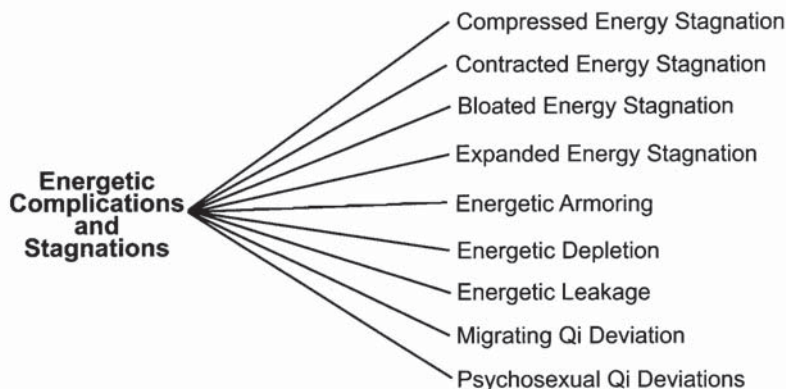 Energetic
Complications
and
Stagnations
Compressed Energy Stagnation
Contracted Energy Stagnation
Bloated Energy Stagnation
Expanded Energy Stagnation
Energetic Armoring
Energetic Depletion
Energetic Leakage
Migrating Qi Deviation
Psychosexual Qi Deviations